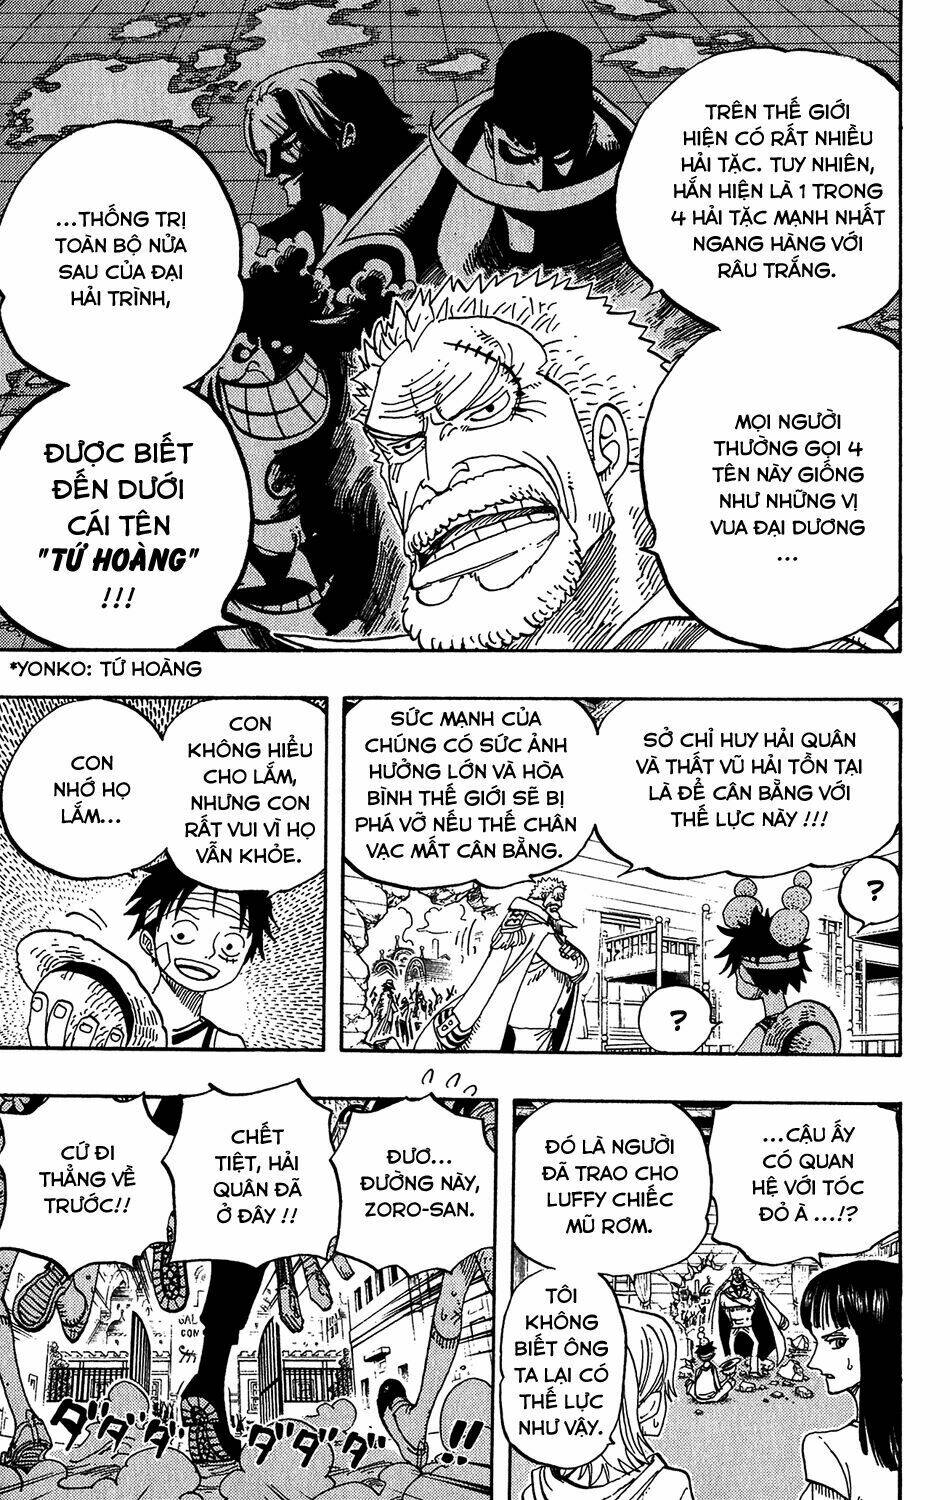 TRÊN THẾ GIỚI
HIỆN CÓ RẤT NHIỀU
HẢI TẶC. TUY NHIÊN,
HẮN HIỆN LÀ 1 TRONG
4 HẢI TẶC MẠNH NHẤT
NGANG HÀNG VỚI
RÂU TRẮNG.
MỌI NGƯỜI
THƯỜNG GỌI 4
TÊN NÀY GIỐNG
NHƯ NHỮNG VỊ
VUA ĐẠI DƯƠNG
...
...THỐNG TRỊ
TOÀN BỘ NỬA
SAU CỦA ĐẠI
HẢI TRÌNH,
ĐƯỢC BIẾT
ĐẾN DƯỚI
CÁI TÊN
"TỨ HOÀNG"
!!!
*YONKO: TỨ HOÀNG
SỞ CHỈ HUY HẢI QUÂN
VÀ THẤT VŨ HẢI TỒN TẠI
LÀ ĐỂ CÂN BẰNG VỚI
THẾ LỰC NÀY !!!
SỨC MẠNH CỦA
CHÚNG CÓ SỨC ẢNH
HƯỞNG LỚN VÀ HÒA
BÌNH THẾ GIỚI SẼ BỊ
PHÁ VỠ NẾU THẾ CHÂN
VẠC MẤT CÂN BẰNG.
?
?
CON
KHÔNG HIỂU
CHO LẮM,
NHƯNG CON
RẤT VUI VÌ HỌ
VẪN KHỎE.
CON
NHỚ HỌ
LẮM...
...CẬU ẤY
CÓ QUAN
HỆ VỚI TÓC
ĐỎ À ...!?
ĐÓ LÀ NGƯỜI
ĐÃ TRAO CHO
LUFFY CHIẾC
MŨ RƠM.
TÔI
KHÔNG
BIẾT ÔNG
TA LẠI CÓ
THẾ LỰC
NHƯ VẬY.
ĐƯƠ...
ĐƯỜNG NÀY,
ZORO-SAN.
CHẾT
TIỆT, HẢI
QUÂN ĐÃ
Ở ĐÂY !!
CỨ ĐI
THẲNG VỀ
TRƯỚC!!
ダダダダダ!!